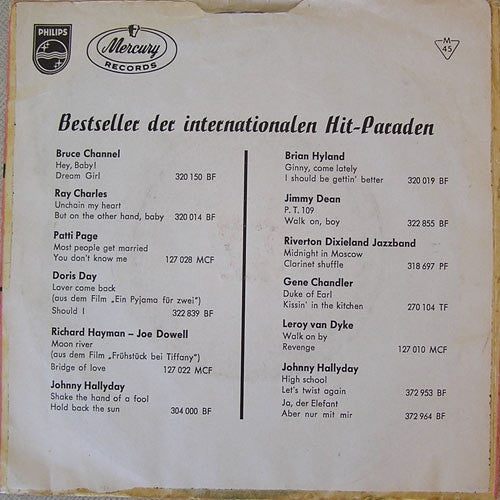 PHILIPS
Mercury
RECORDS
M
45
Bestseller der internationalen Hit-Paraden
Bruce Channel
Hey, Baby!
Dream Girl 320 150 BF
Ray Charles
Unchain my heart
But on the other hand, baby 320 014 BF
Patti Page
Most people get married
You don't know me 127 028 MCF
Doris Day
Lover come back
(aus dem Film „Ein Pyjama für zwei")
Should I 322 839 BF
Richard Hayman – Joe Dowell
Moon river
(aus dem Film „Frühstück bei Tiffany")
Bridge of love 127 022 MCF
Johnny Hallyday
Shake the hand of a fool
Hold back the sun 304 000 BF
Brian Hyland
Ginny, come lately
I should be gettin' better 320 019 BF
Jimmy Dean
P. T. 109
Walk on, boy 322 855 BF
Riverton Dixieland Jazzband
Midnight in Moscow
Clarinet shuffle 318 697 PF
Gene Chandler
Duke of Earl
Kissin' in the kitchen 270 104 TF
Leroy van Dyke
Walk on by
Revenge 127 010 MCF
Johnny Hallyday
High school
Let's twist again 372 953 BF
Ja, der Elefant
Aber nur mit mir 372 964 BF